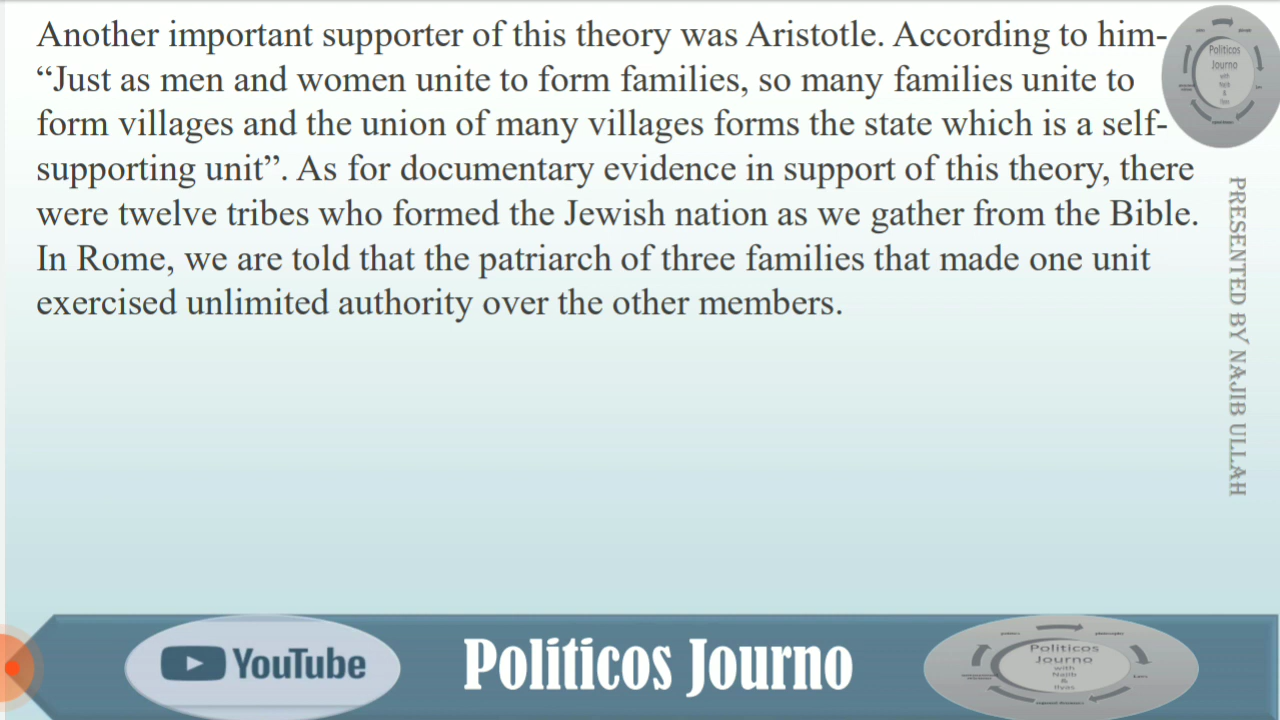 Another important supporter of this theory was Aristotle. According to him-
“Just as men and women unite to form families, so many families unite to
form villages and the union of many villages forms the state which is a self-
supporting unit”. As for documentary evidence in support of this theory, there
were twelve tribes who formed the Jewish nation as we gather from the Bible.
In Rome, we are told that the patriarch of three families that made one unit
exercised unlimited authority over the other members.
Politicos
Journo
with
&
PRESENTED BY NAJIB ULLAH
YouTube
Politicos Journo
Politicos
Journo
with
Najib
&
Ilyas